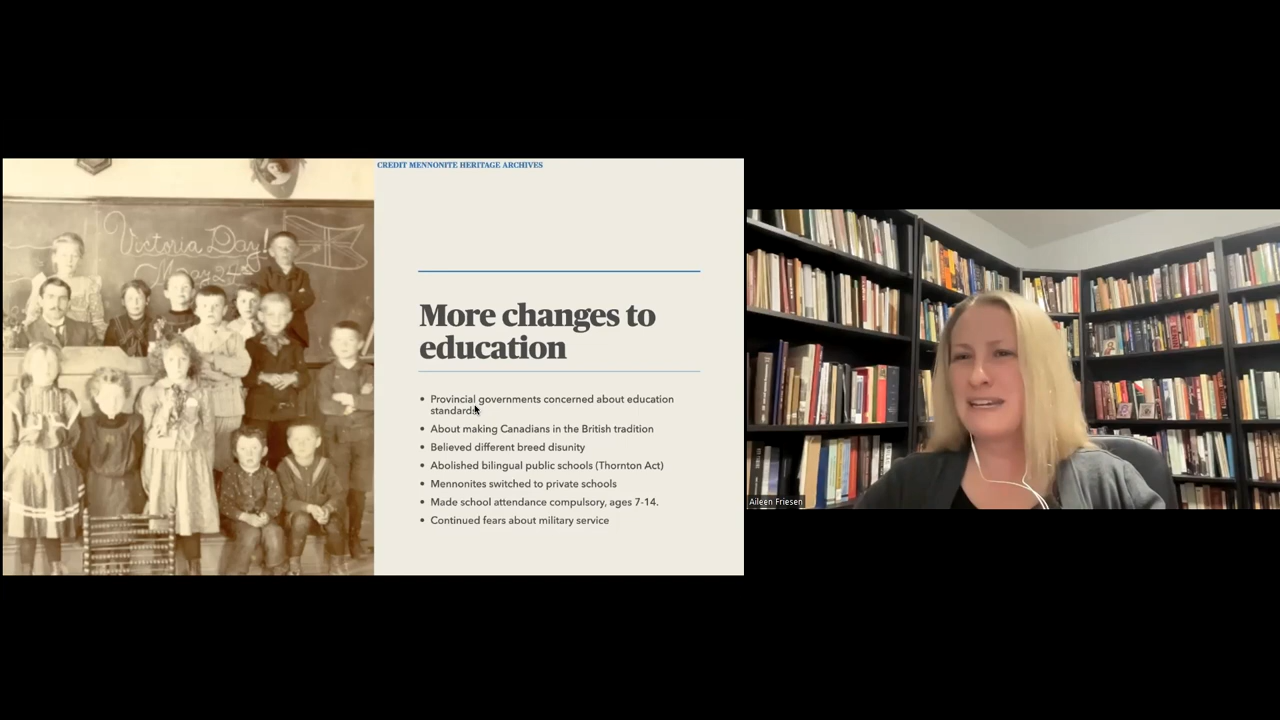 CREDIT MENNONITE HERITAGE ARCHIVES
Victoria Day!
May 24
More changes to
education
• Provincial governments concerned about education
standards
• About making Canadians in the British tradition
• Believed different breed disunity
• Abolished bilingual public schools (Thornton Act)
• Mennonites switched to private schools
• Made school attendance compulsory, ages 7-14.
• Continued fears about military service
Aileen Friesen